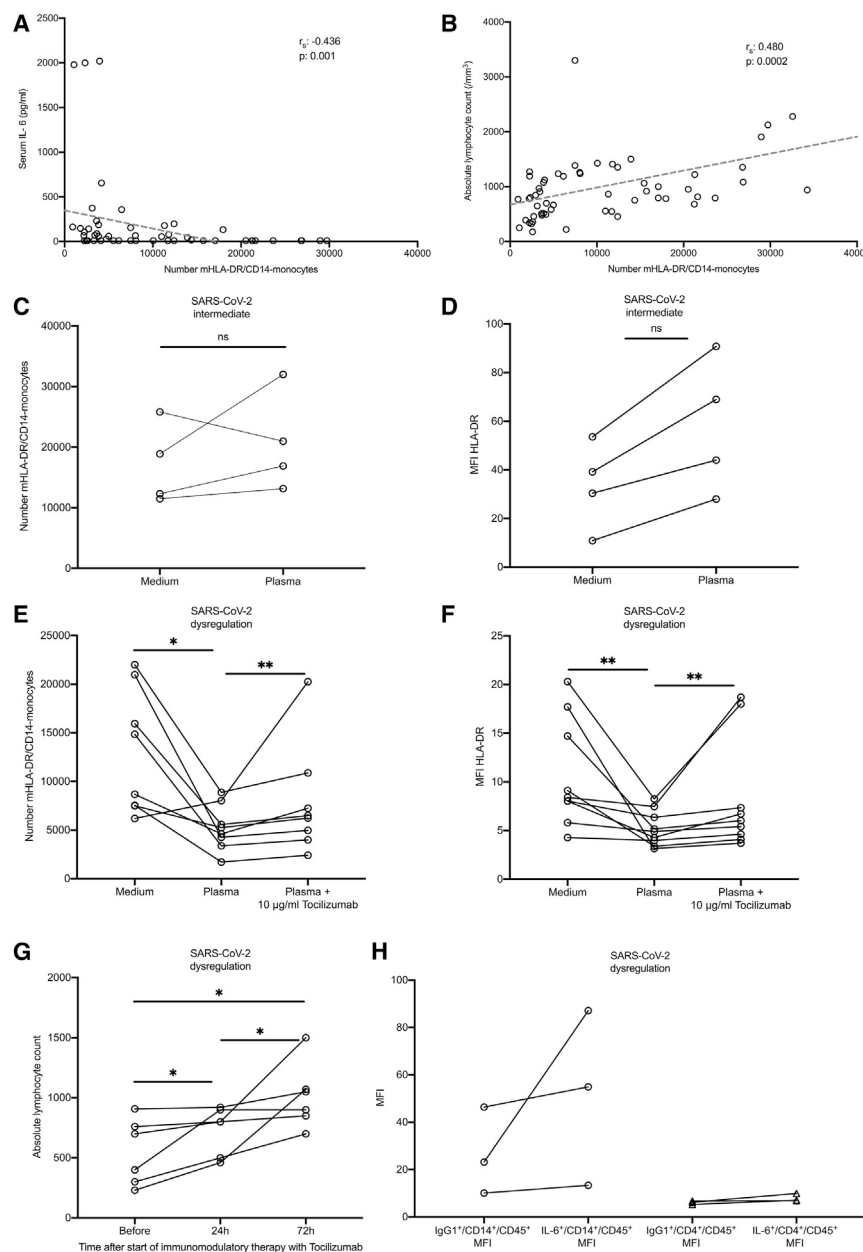 A
2500
2000
1500
1000
500
0
Serum IL- 6 (pg/ml)
rs: -0.436
p: 0.001
0
10000
20000
30000
40000
Number mHLA-DR/CD14-monocytes
B
4000
3000
2000
1000
0
Absolute lymphocyte count (/mm³)
rs: 0.480
p: 0.0002
0
10000
20000
30000
4000
Number mHLA-DR/CD14-monocytes
C
SARS-CoV-2
intermediate
ns
40000
30000
20000
10000
0
Number mHLA-DR/CD14-monocytes
Medium
Plasma
D
SARS-CoV-2
intermediate
ns
100
80
60
40
20
0
MFI HLA-DR
Medium
Plasma
E
SARS-CoV-2
dysregulation
*
**
25000
20000
15000
10000
5000
0
Number mHLA-DR/CD14-monocytes
Medium
Plasma
Plasma +
10 µg/ml Tocilizumab
F
SARS-CoV-2
dysregulation
**
**
25
20
15
10
5
0
MFI HLA-DR
Medium
Plasma
Plasma +
10 µg/ml Tocilizumab
G
SARS-CoV-2
dysregulation
*
*
*
2000
1500
1000
500
0
Absolute lymphocyte count
Before
24h
72h
Time after start of immunomodulatory therapy with Tocilizumab
H
SARS-CoV-2
dysregulation
100
80
60
40
20
0
MFI
IgG1⁺/CD14⁺/CD45⁺
MFI
IL-6⁺/CD14⁺/CD45⁺
MFI
IgG1⁺/CD4⁺/CD45⁺
MFI
IL-6⁺/CD4⁺/CD45⁺
MFI